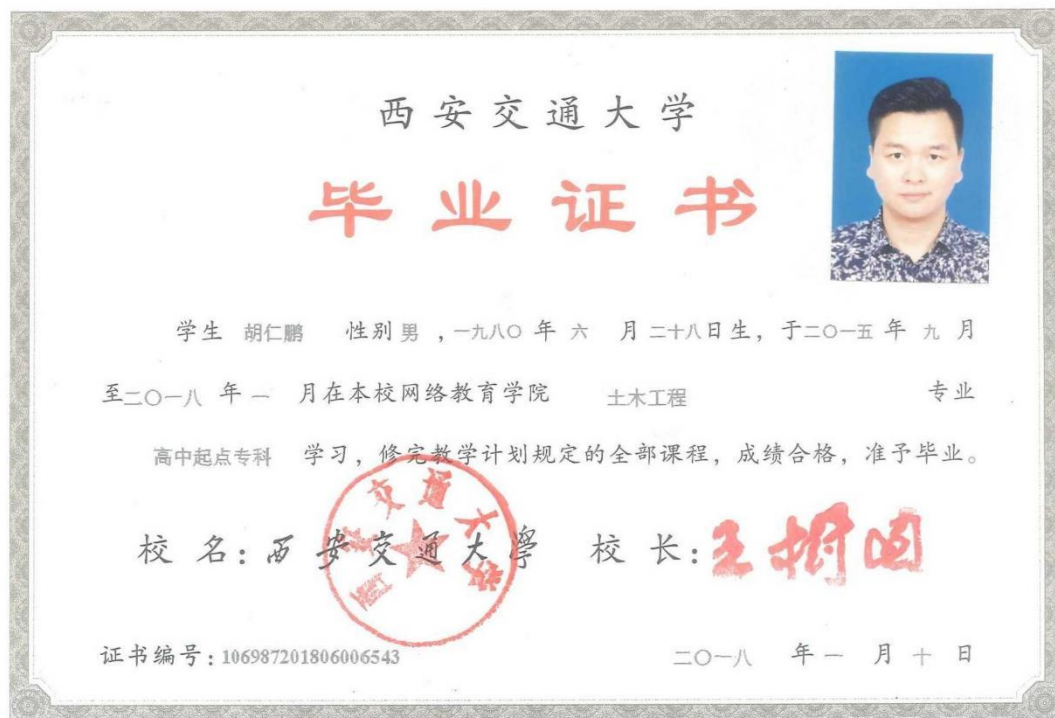 西安交通大学
毕业证书
学生 胡仁鹏 性别 男 ,一九八〇 年 六 月 二十八日生, 于二〇一五 年 九 月
至二〇一八 年 一 月在本校网络教育学院 土木工程 专业
高中起点专科 学习, 修完教学计划规定的全部课程, 成绩合格, 准予毕业。
校 名: 西安交通大學 校 长: 王树国
西安交通大学
证书编号: 106987201806006543 二〇一八 年 一 月 十 日